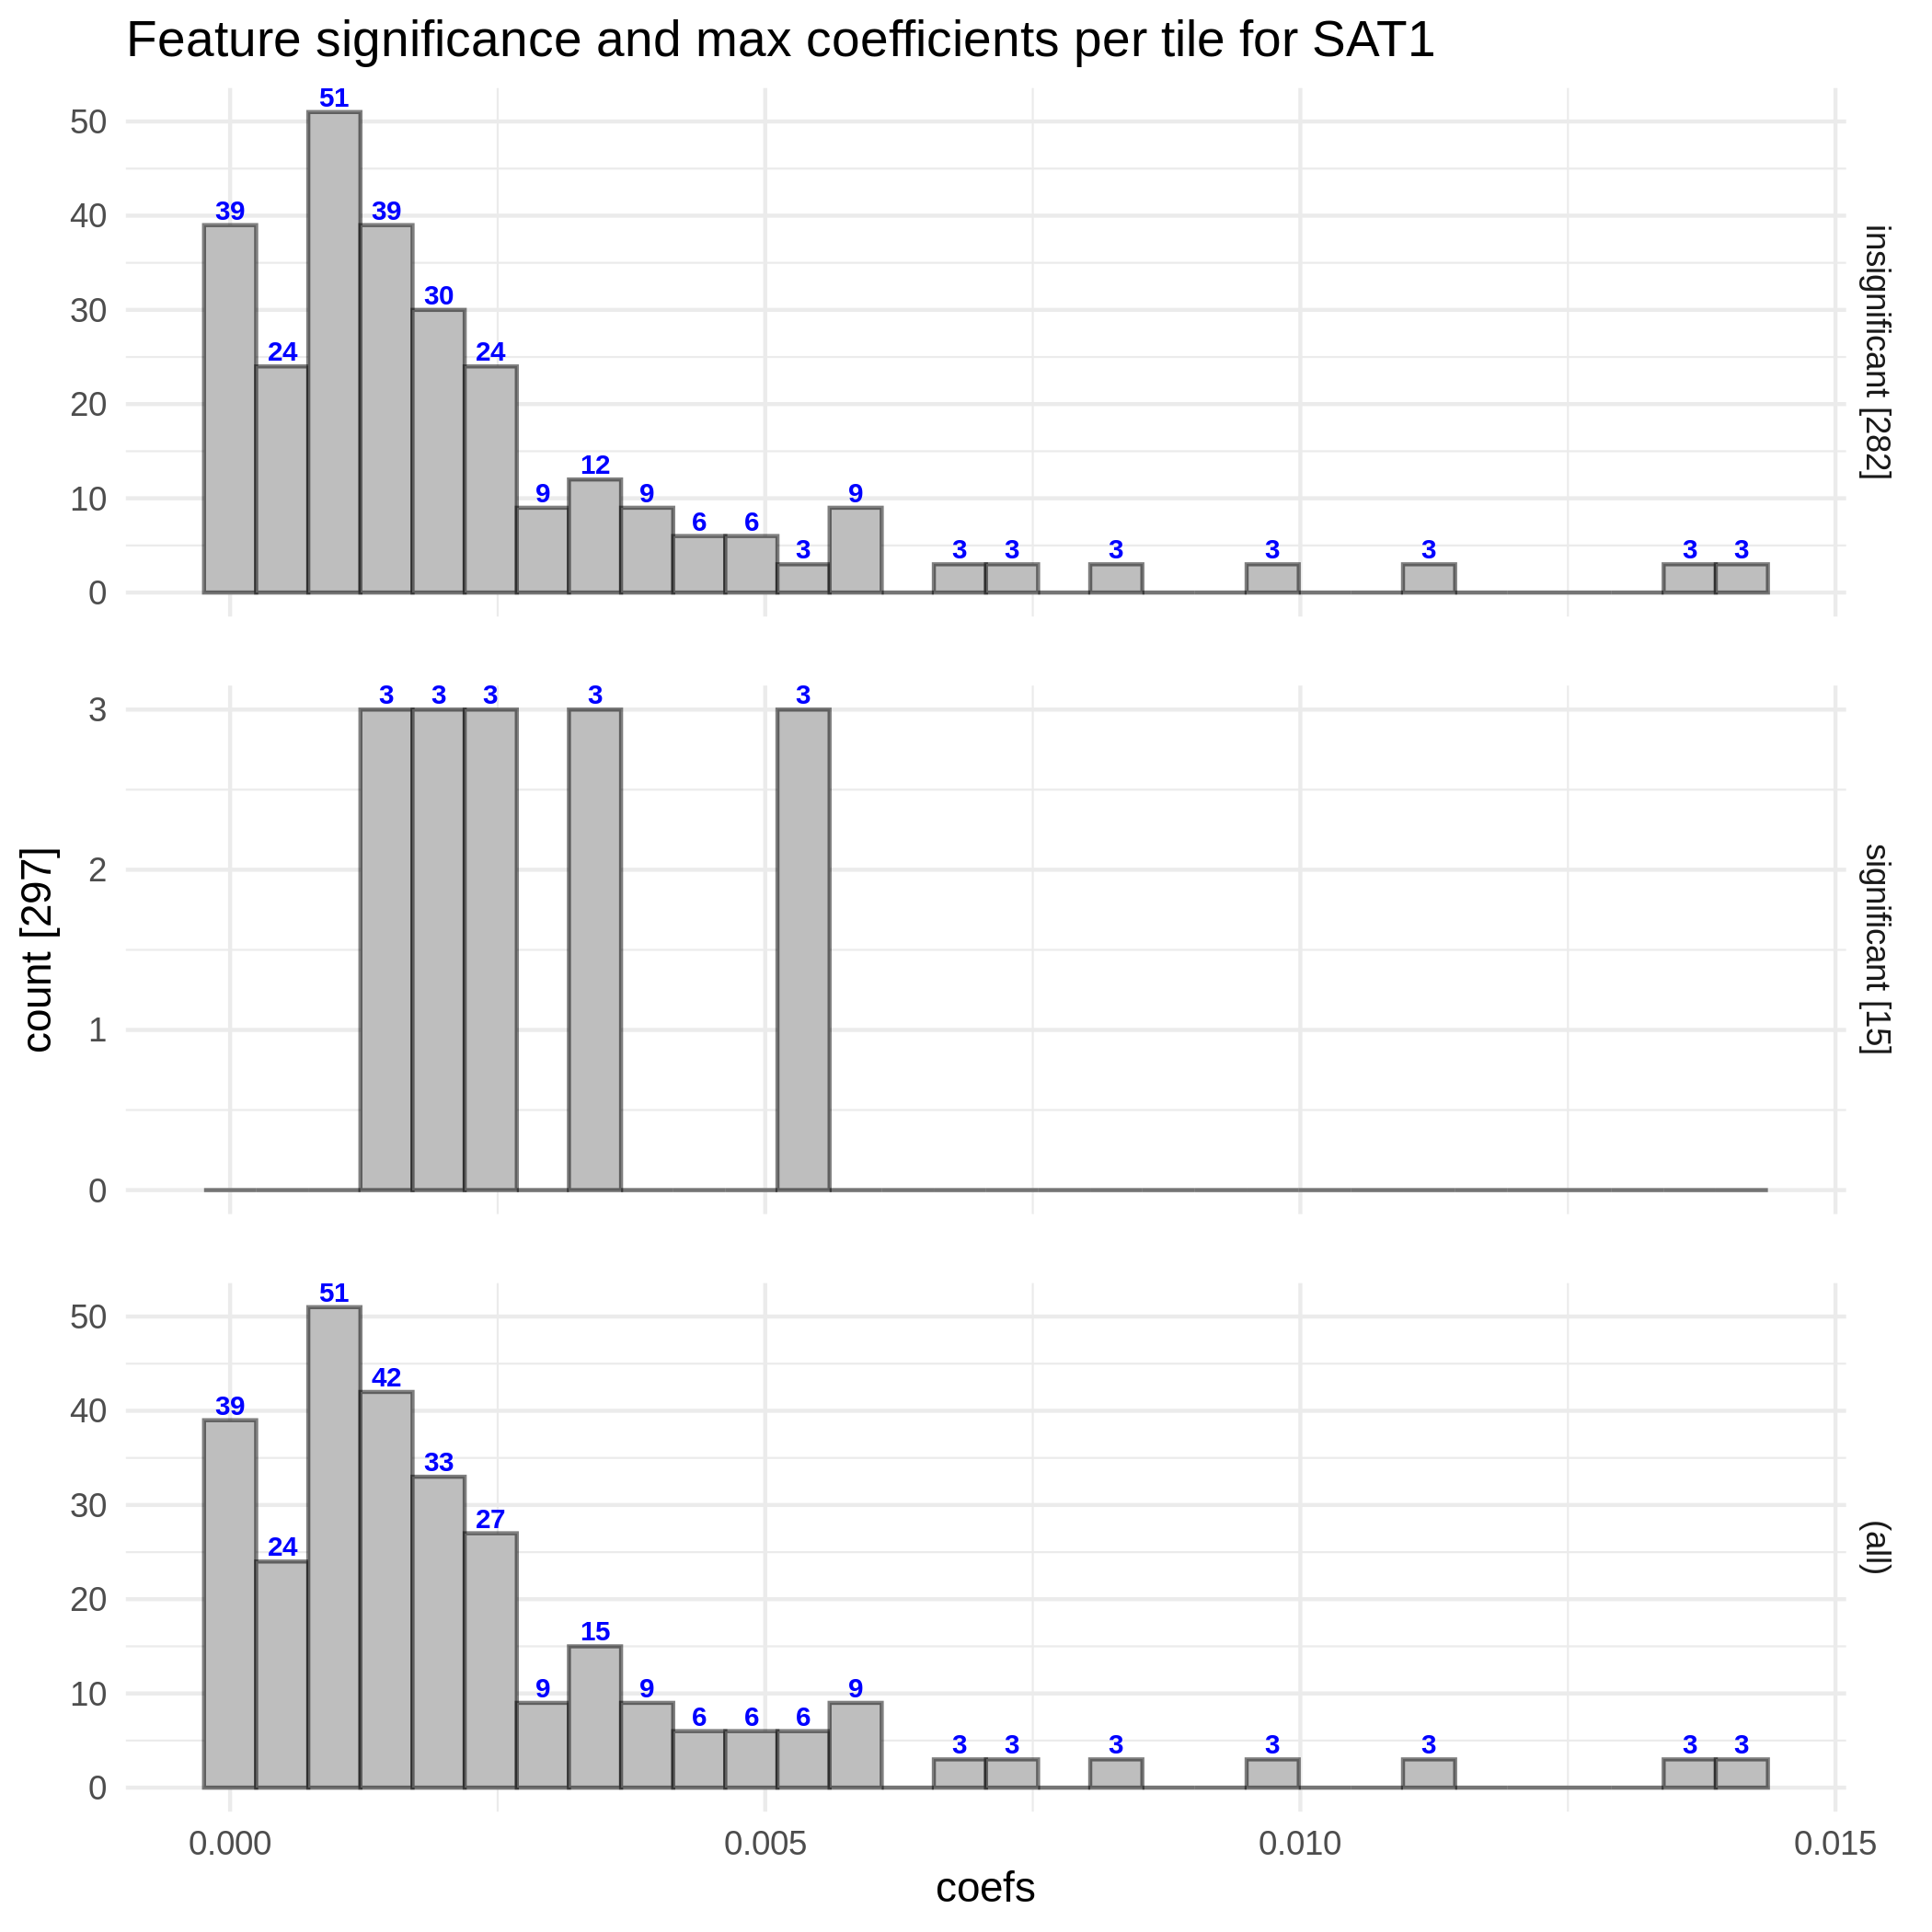 Feature significance and max coefficients per tile for SAT1
51
50
39 39
40
30
30
24 24
20
12
9 9 9
10
6 6
3 3 3 3 3 3 3 3
0
insignificant [282]
3 3 3 3 3
3
2
1
0
significant [15]
count [297]
51
50
42
39
40
33
30
27
24
20
15
9 9 9
10
6 6 6
3 3 3 3 3 3 3
0
(all)
0.000 0.005 0.010 0.015
coefs